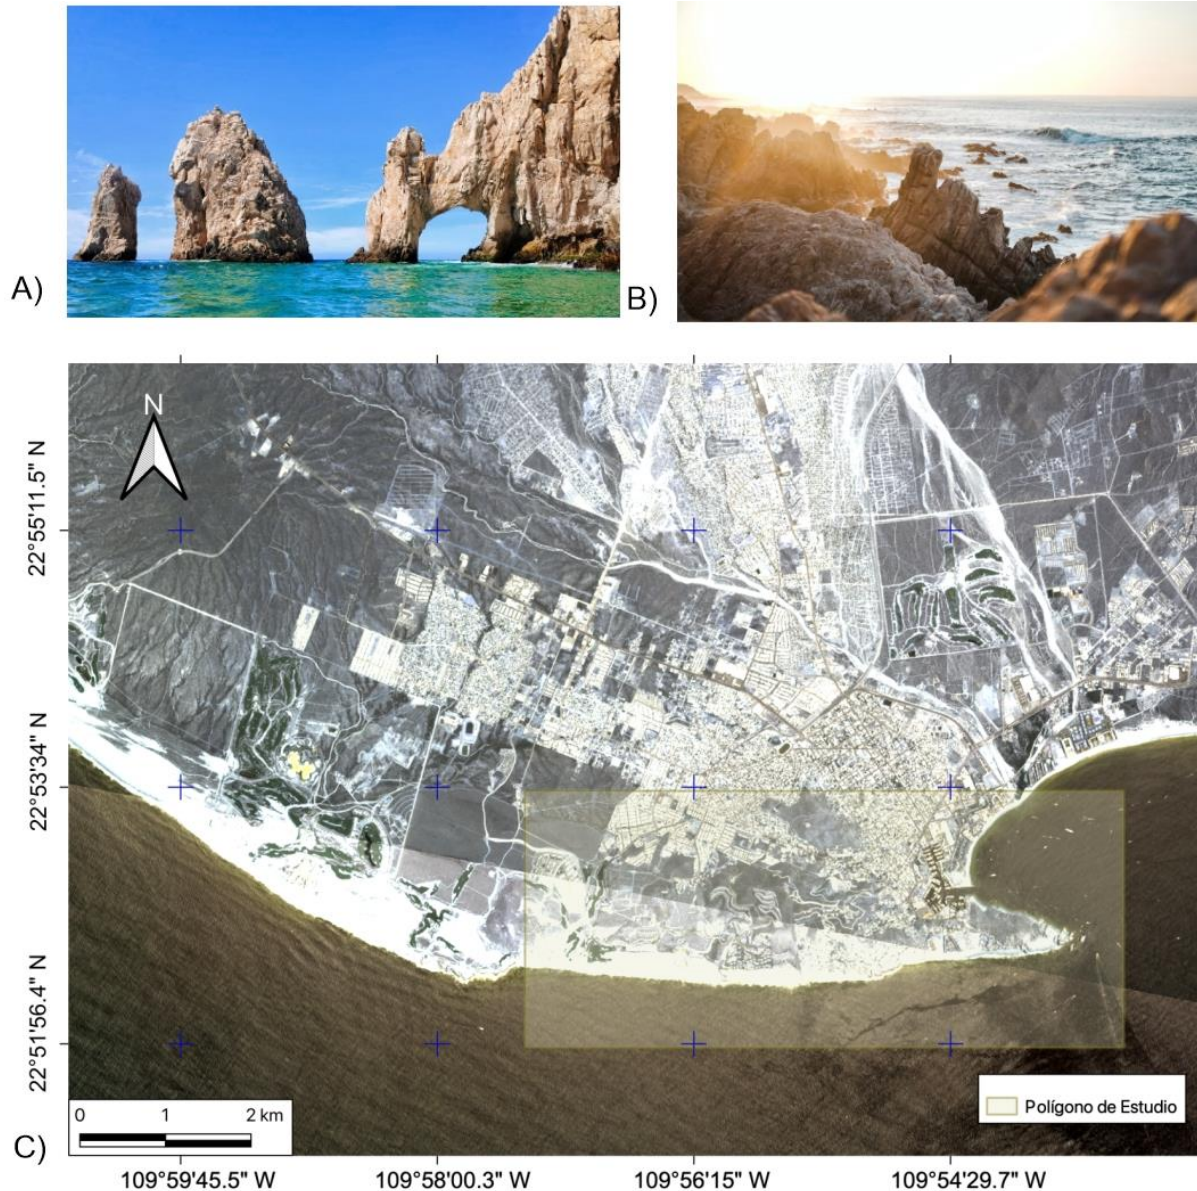 A)
B)
N
22°55'11.5" N
22°53'34" N
22°51'56.4" N
0 1 2 km
Polígono de Estudio
C)
109°59'45.5" W 109°58'00.3" W 109°56'15" W 109°54'29.7" W